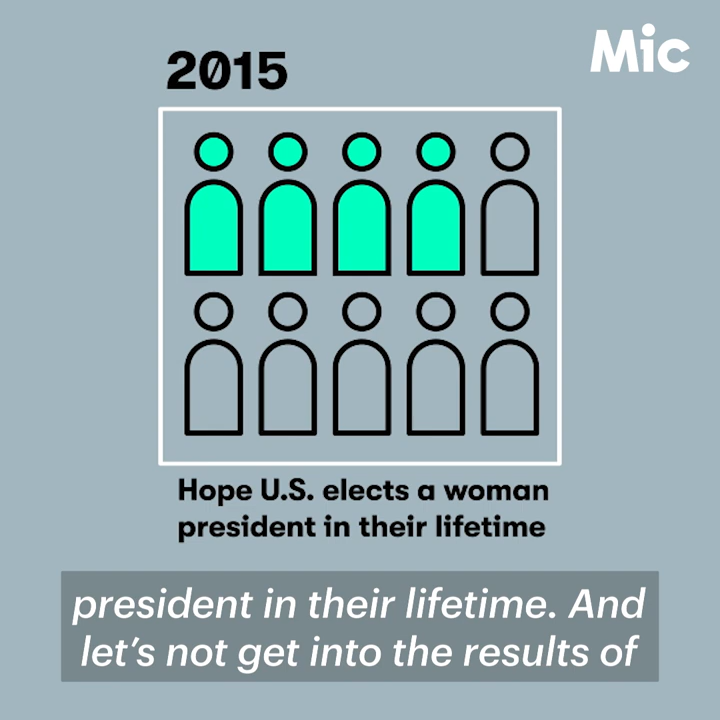 Mic
2015
Hope U.S. elects a woman
president in their lifetime
president in their lifetime. And
let's not get into the results of